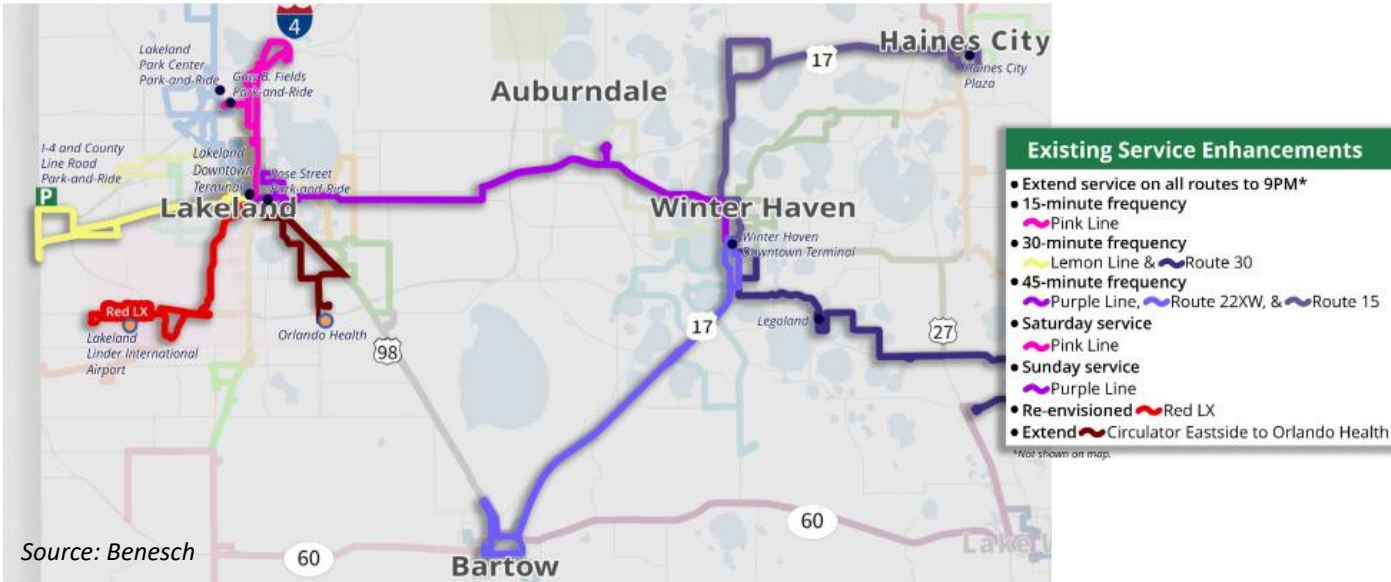 4
Lakeland
Park Center
Park-and-Ride
Gow B. Fields
Park-and-Ride
Haines City
17
Haines City
Plaza
Auburndale
I-4 and County
Line Road
Park-and-Ride
P
Lakeland
Downtown
Terminal
Rose Street
Park-and-Ride
Lakeland
Winter Haven
Winter Haven
Downtown Terminal
Red LX
Lakeland
Linder International
Airport
Orlando Health
98
17
Legoland
27
60
60
Bartow
Lake
Source: Benesch
Existing Service Enhancements
• Extend service on all routes to 9PM*
• 15-minute frequency
Pink Line
• 30-minute frequency
Lemon Line & Route 30
• 45-minute frequency
Purple Line, Route 22XW, & Route 15
• Saturday service
Pink Line
• Sunday service
Purple Line
• Re-envisioned Red LX
• Extend Circulator Eastside to Orlando Health
*Not shown on map.